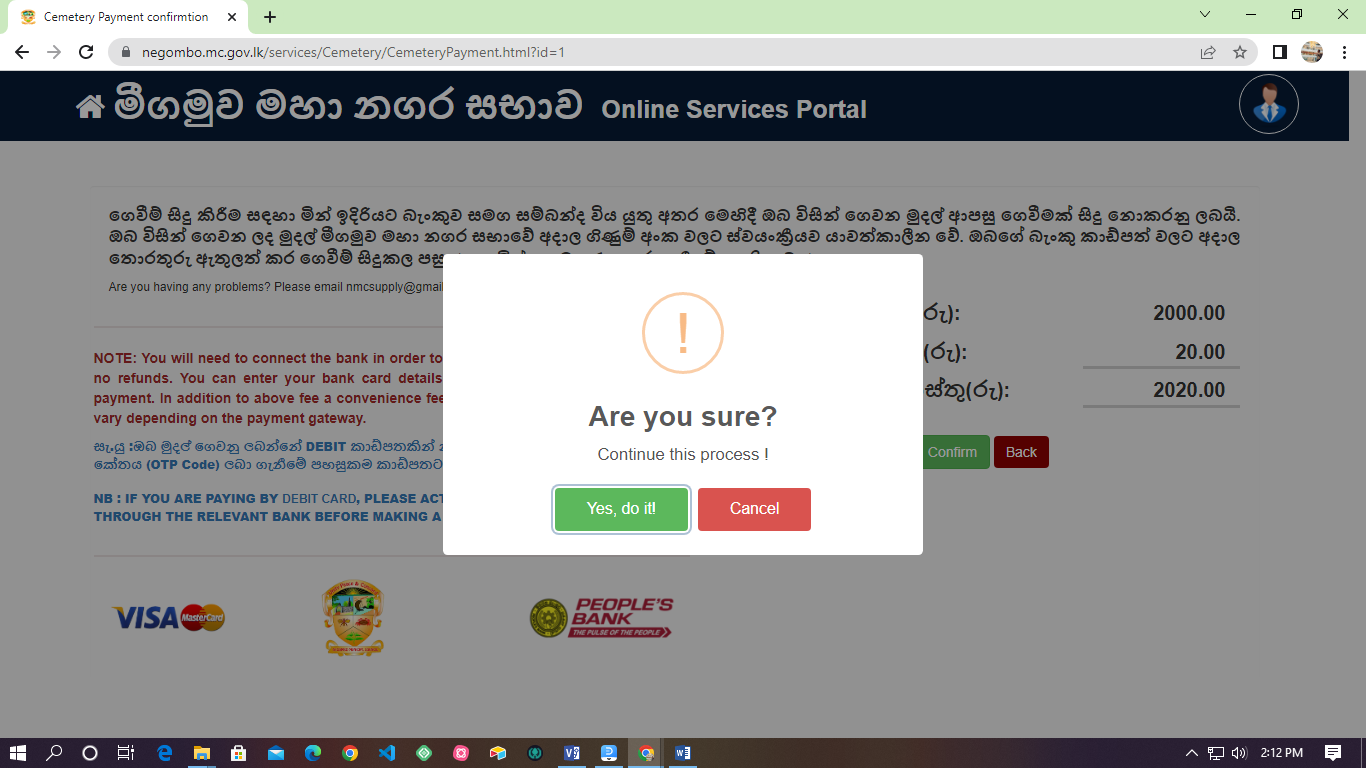 Cemetery Payment confirmtion
negombo.mc.gov.lk/services/Cemetery/CemeteryPayment.html?id=1
මීගමුව මහා නගර සභාව Online Services Portal
ගෙවීම් සිදු කිරීම සඳහා මින් ඉදිරියට බැංකුව සමග සම්බන්ද විය යුතු අතර මෙහිදී ඔබ විසින් ගෙවන මුදල් ආපසු ගෙවීමක් සිදු නොකරනු ලබයි.
ඔබ විසින් ගෙවන ලද මුදල් මීගමුව මහා නගර සභාවේ අදාල ගිණුම් අංක වලට ස්වයංක්‍රීයව යාවත්කාලීන වේ. ඔබගේ බැංකු කාඩ්පත් වලට අදාල
තොරතුරු ඇතුලත් කර ගෙවීම් සිදුකල පසු
Are you having any problems? Please email nmcsupply@gmail
රු): 2000.00
(රු): 20.00
ස්තු(රු): 2020.00
NOTE: You will need to connect the bank in order to
no refunds. You can enter your bank card details
payment. In addition to above fee a convenience fee
vary depending on the payment gateway.
සැ.යු :ඔබ මුදල් ගෙවනු ලබන්නේ DEBIT කාඩ්පතකින් න
කේතය (OTP Code) ලබා ගැනීමේ පහසුකම කාඩ්පතට
NB : IF YOU ARE PAYING BY DEBIT CARD, PLEASE ACT
THROUGH THE RELEVANT BANK BEFORE MAKING A
Confirm Back
!
Are you sure?
Continue this process !
Yes, do it! Cancel
VISA MasterCard
PEOPLE'S
BANK
THE PULSE OF THE PEOPLE
2:12 PM